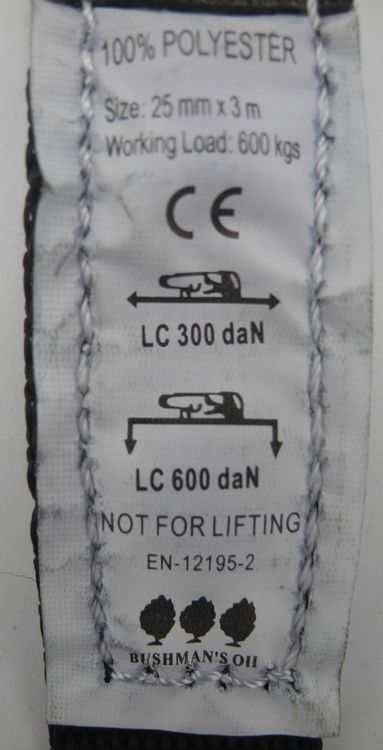 100% POLYESTER
Size: 25 mm x 3 m
Working Load: 600 kgs
CE
LC 300 daN
LC 600 daN
NOT FOR LIFTING
EN-12195-2
BUSHMAN'S Oil